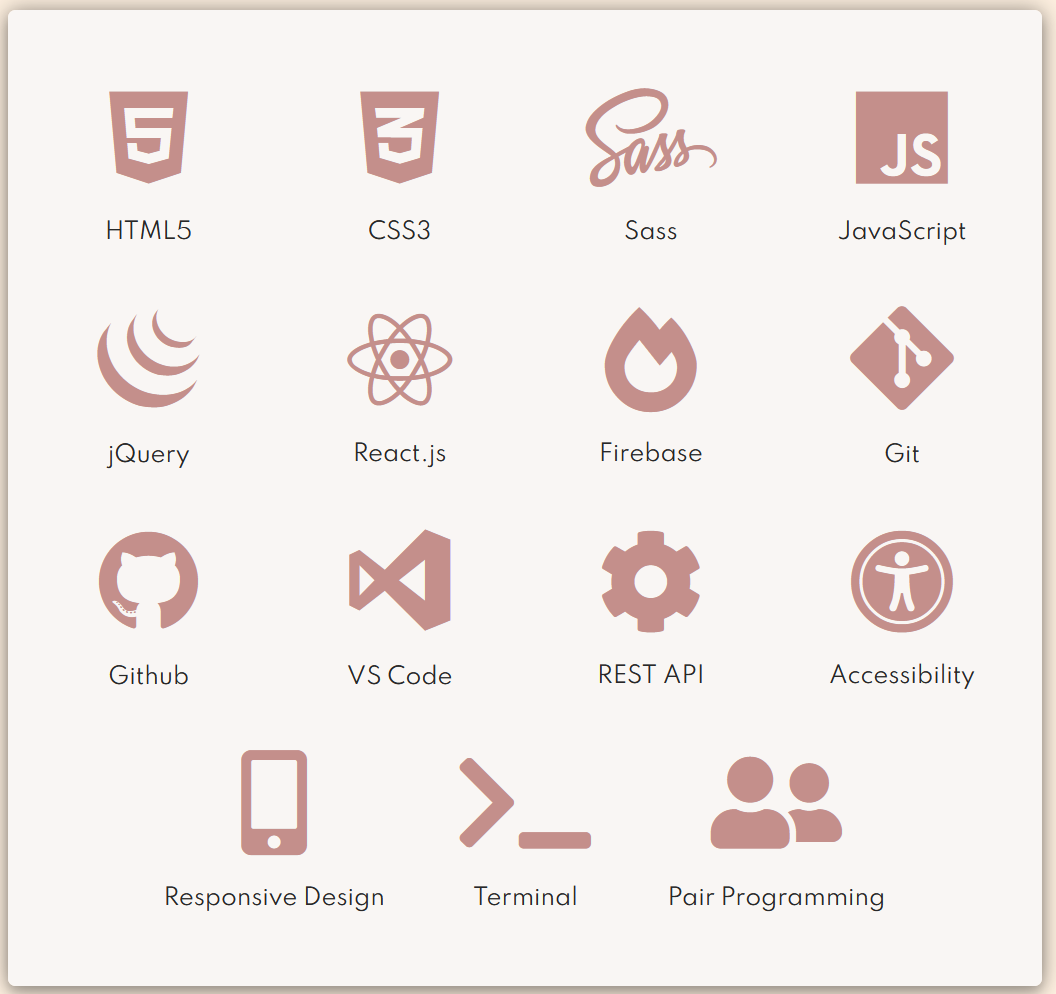 5
3
Sass
JS
HTML5
CSS3
Sass
JavaScript
jQuery
React.js
Firebase
Git
Github
VS Code
REST API
Accessibility
Responsive Design
Terminal
Pair Programming